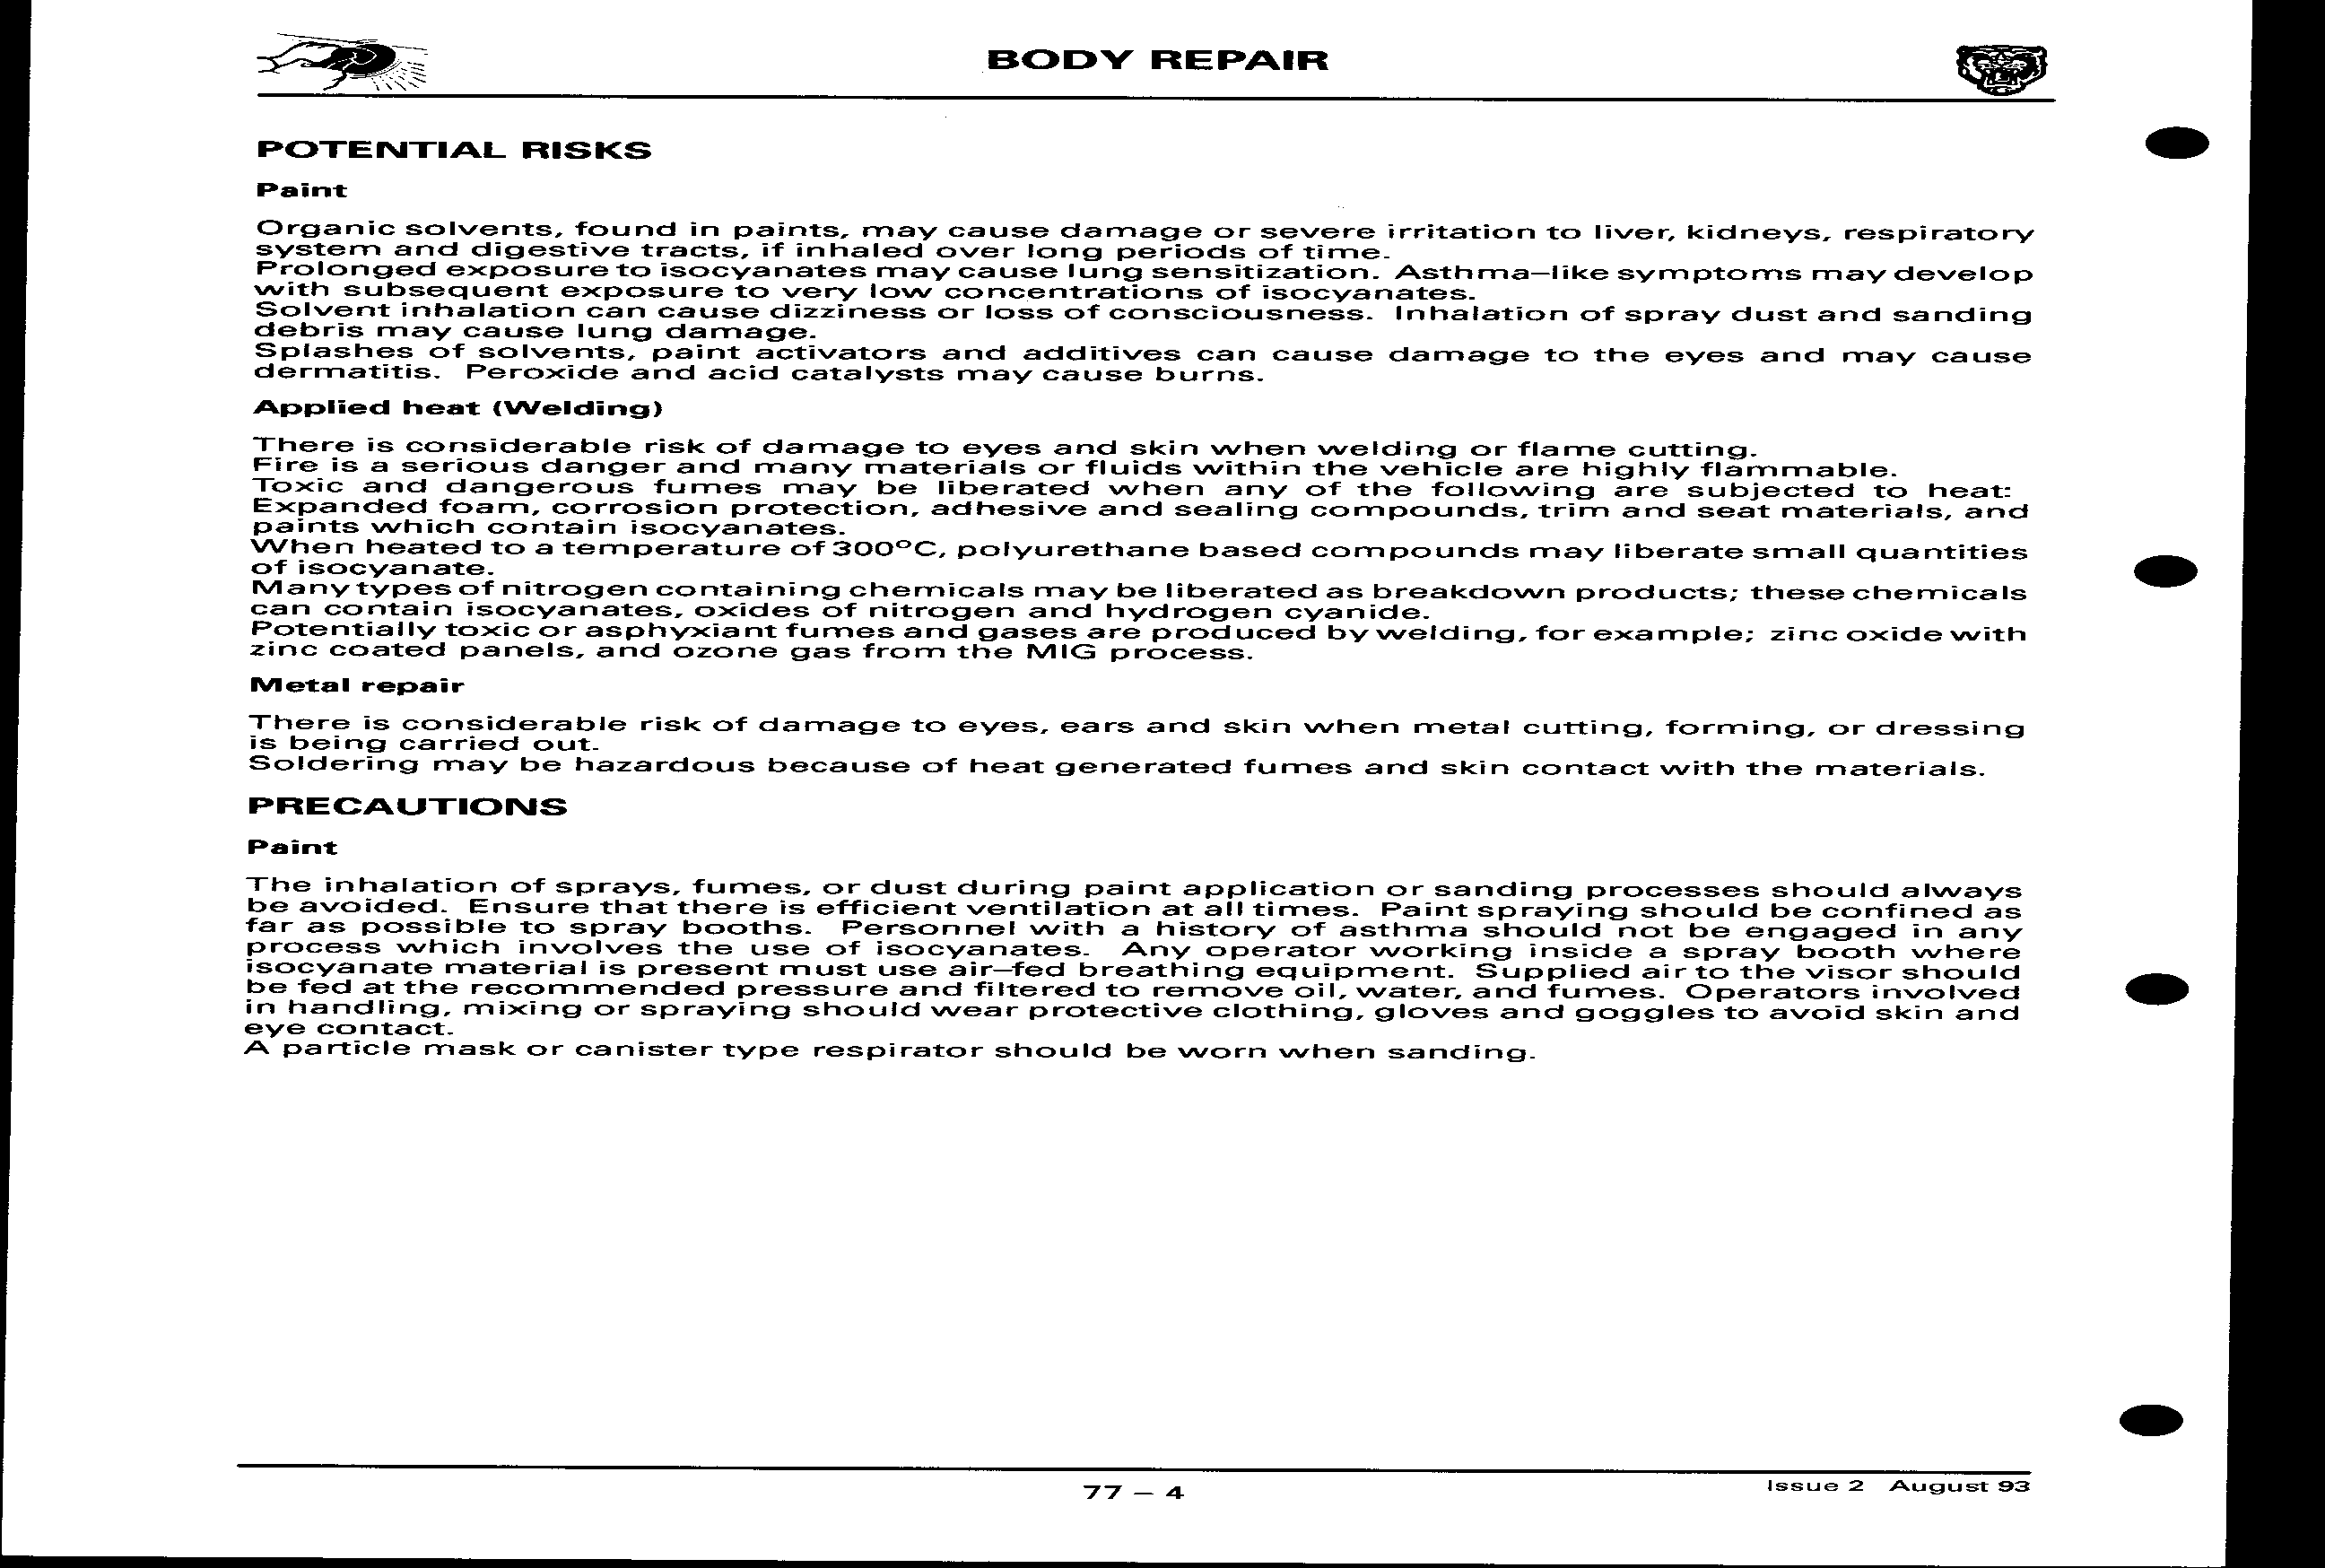 BODY REPAIR
POTENTIAL RISKS
Paint
Organic solvents, found in paints, may cause damage or severe irritation to liver, kidneys, respiratory
system and digestive tracts, if inhaled over long periods of time.
Prolonged exposure to isocyanates may cause lung sensitization. Asthma–like symptoms may develop
with subsequent exposure to very low concentrations of isocyanates.
Solvent inhalation can cause dizziness or loss of consciousness. Inhalation of spray dust and sanding
debris may cause lung damage.
Splashes of solvents, paint activators and additives can cause damage to the eyes and may cause
dermatitis. Peroxide and acid catalysts may cause burns.
Applied heat (Welding)
There is considerable risk of damage to eyes and skin when welding or flame cutting.
Fire is a serious danger and many materials or fluids within the vehicle are highly flammable.
Toxic and dangerous fumes may be liberated when any of the following are subjected to heat:
Expanded foam, corrosion protection, adhesive and sealing compounds, trim and seat materials, and
paints which contain isocyanates.
When heated to a temperature of 300°C, polyurethane based compounds may liberate small quantities
of isocyanate.
Many types of nitrogen containing chemicals may be liberated as breakdown products; these chemicals
can contain isocyanates, oxides of nitrogen and hydrogen cyanide.
Potentially toxic or asphyxiant fumes and gases are produced by welding, for example; zinc oxide with
zinc coated panels, and ozone gas from the MIG process.
Metal repair
There is considerable risk of damage to eyes, ears and skin when metal cutting, forming, or dressing
is being carried out.
Soldering may be hazardous because of heat generated fumes and skin contact with the materials.
PRECAUTIONS
Paint
The inhalation of sprays, fumes, or dust during paint application or sanding processes should always
be avoided. Ensure that there is efficient ventilation at all times. Paint spraying should be confined as
far as possible to spray booths. Personnel with a history of asthma should not be engaged in any
process which involves the use of isocyanates. Any operator working inside a spray booth where
isocyanate material is present must use air–fed breathing equipment. Supplied air to the visor should
be fed at the recommended pressure and filtered to remove oil, water, and fumes. Operators involved
in handling, mixing or spraying should wear protective clothing, gloves and goggles to avoid skin and
eye contact.
A particle mask or canister type respirator should be worn when sanding.
77 – 4
Issue 2 August 93